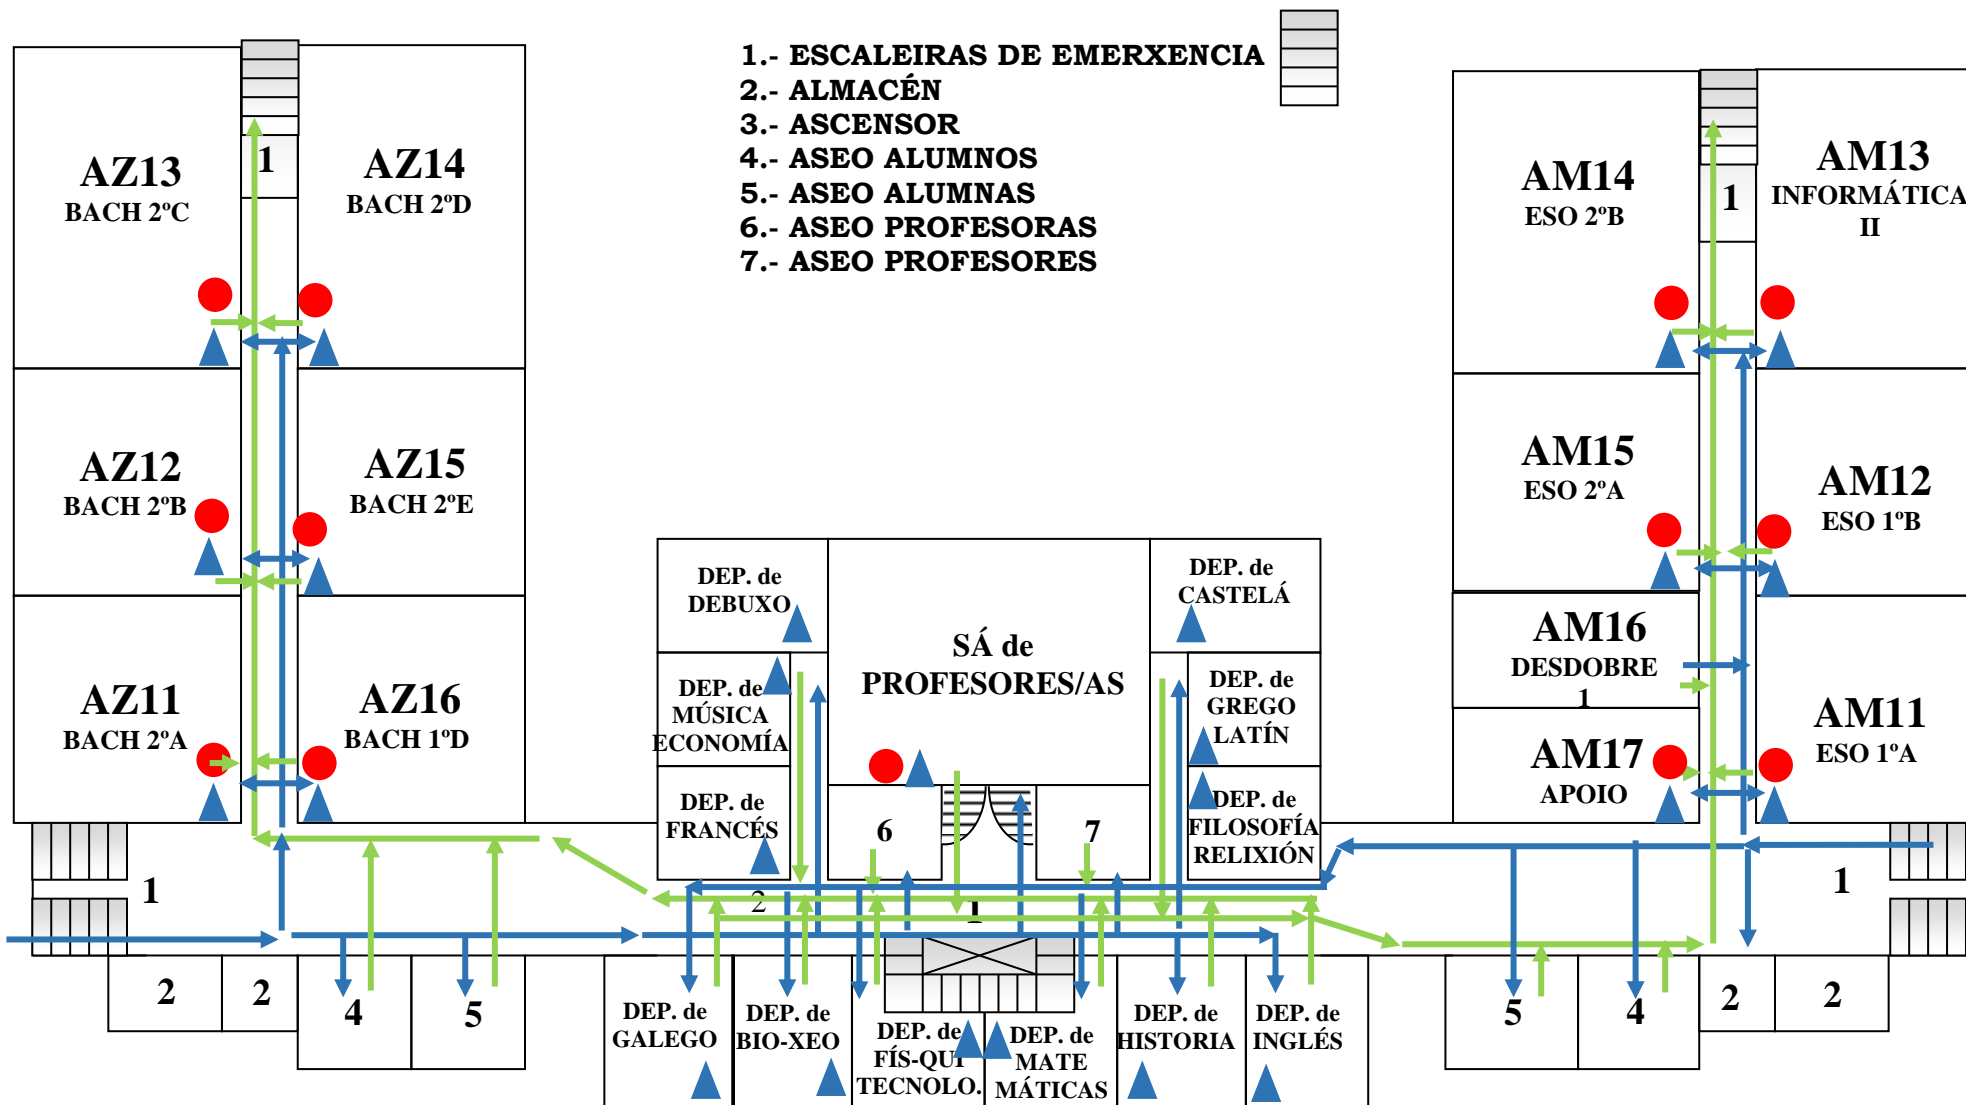 1.- ESCALEIRAS DE EMERXENCIA
2.- ALMACÉN
3.- ASCENSOR
4.- ASEO ALUMNOS
5.- ASEO ALUMNAS
6.- ASEO PROFESORAS
7.- ASEO PROFESORES
AZ13
BACH 2ºC
1
AZ14
BACH 2ºD
AZ12
BACH 2ºB
AZ15
BACH 2ºE
AZ11
BACH 2ºA
AZ16
BACH 1ºD
AM14
ESO 2ºB
1
AM13
INFORMÁTICA
II
AM15
ESO 2ºA
AM12
ESO 1ºB
AM16
DESDOBRE
1
AM17
APOIO
AM11
ESO 1ºA
DEP. de
DEBUXO
DEP. de
MÚSICA
ECONOMÍA
DEP. de
FRANCÉS
SÁ de
PROFESORES/AS
6
7
DEP. de
CASTELÁ
DEP. de
GREGO
LATÍN
DEP. de
FILOSOFÍA
RELIXIÓN
1
2
1
1
2
2
4
5
DEP. de
GALEGO
DEP. de
BIO-XEO
DEP. de
FÍS-QUI
TECNOLO.
DEP. de
MATE
MÁTICAS
DEP. de
HISTORIA
DEP. de
INGLÉS
5
4
2
2